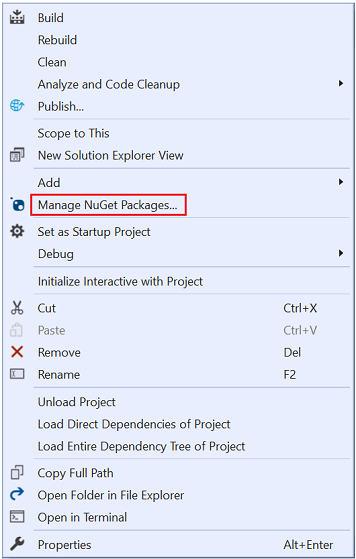 Build
Rebuild
Clean
Analyze and Code Cleanup
Publish...
Scope to This
New Solution Explorer View
Add
Manage NuGet Packages...
Set as Startup Project
Debug
Initialize Interactive with Project
Cut Ctrl+X
Paste Ctrl+V
Remove Del
Rename F2
Unload Project
Load Direct Dependencies of Project
Load Entire Dependency Tree of Project
Copy Full Path
Open Folder in File Explorer
Open in Terminal
Properties Alt+Enter